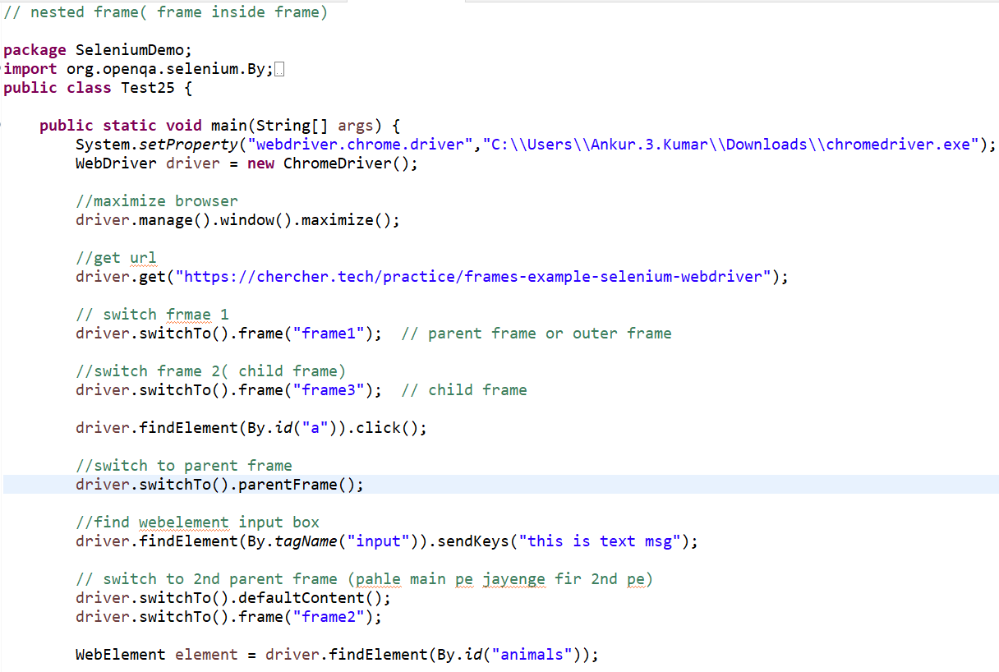 // nested frame( frame inside frame)
package SeleniumDemo;
import org.openqa.selenium.By;
public class Test25 {
public static void main(String[] args) {
System.setProperty("webdriver.chrome.driver","C:\\Users\\Ankur.3.Kumar\\Downloads\\chromedriver.exe");
WebDriver driver = new ChromeDriver();
//maximize browser
driver.manage().window().maximize();
//get url
driver.get("https://chercher.tech/practice/frames-example-selenium-webdriver");
// switch frmae 1
driver.switchTo().frame("frame1");  // parent frame or outer frame
//switch frame 2( child frame)
driver.switchTo().frame("frame3");  // child frame
driver.findElement(By.id("a")).click();
//switch to parent frame
driver.switchTo().parentFrame();
//find webelement input box
driver.findElement(By.tagName("input")).sendKeys("this is text msg");
// switch to 2nd parent frame (pahle main pe jayenge fir 2nd pe)
driver.switchTo().defaultContent();
driver.switchTo().frame("frame2");
WebElement element = driver.findElement(By.id("animals"));